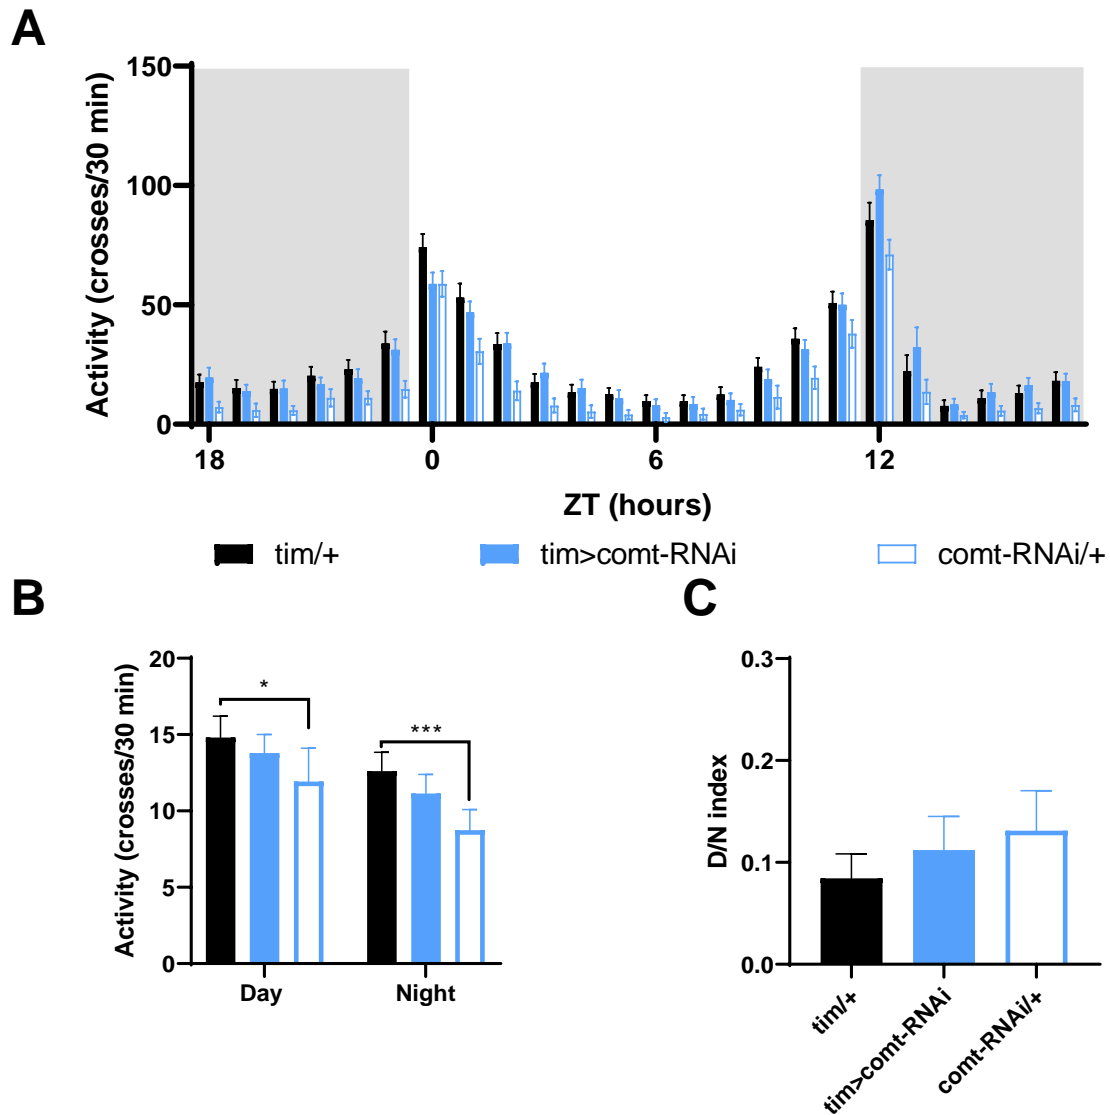 A
Activity (crosses/30 min)
150
100
50
0
18 0 6 12
ZT (hours)
tim/+ tim>comt-RNAi comt-RNAi/+
B
Activity (crosses/30 min)
20
15
10
5
0
*
***
Day Night
C
D/N index
0.3
0.2
0.1
0.0
tim/+
tim>comt-RNAi
comt-RNAi/+